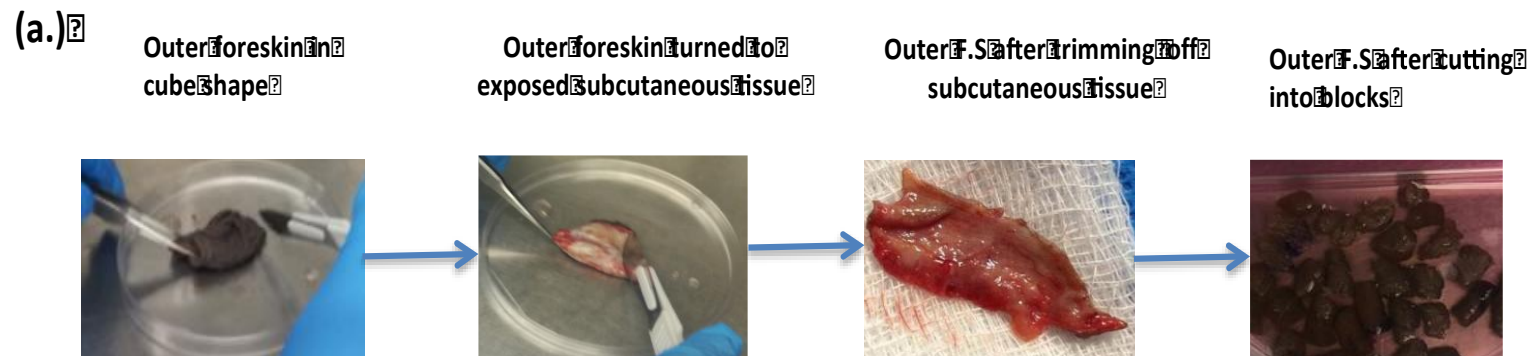 (a.)⍰
Outer⍰foreskin⍰in⍰
cube⍰shape⍰
Outer⍰foreskin⍰turned⍰to⍰
exposed⍰subcutaneous⍰tissue⍰
Outer⍰F.S⍰after⍰trimming⍰off⍰
subcutaneous⍰tissue⍰
Outer⍰F.S⍰after⍰cutting⍰
into⍰blocks⍰